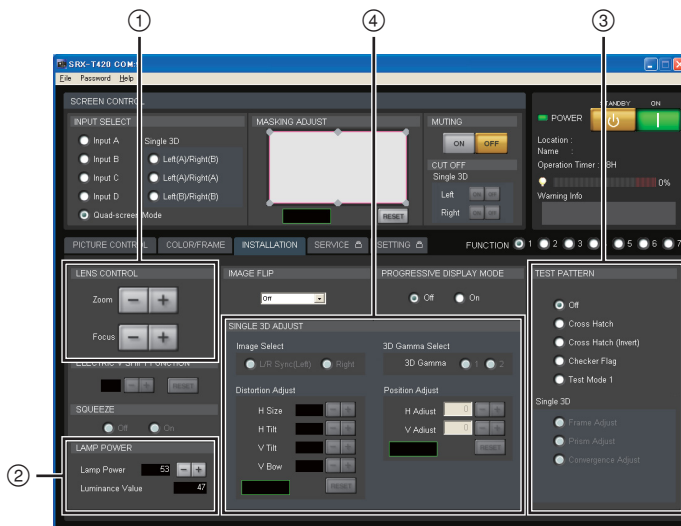 ① ④ ③
SRX-T420 COM:
File Password Help
SCREEN CONTROL
INPUT SELECT
Input A
Input B
Input C
Input D
Quad-screen Mode
Single 3D
Left(A)/Right(B)
Left(A)/Right(B)
Left(B)/Right(B)
MASKING ADJUST
RESET
MUTING
ON OFF
CUT OFF
Single 3D
Left ON OFF
Right ON OFF
POWER
STANDBY ON
Location :
Name :
Operation Timer : 8H
0%
Warning Info
PICTURE CONTROL COLOR/FRAME INSTALLATION SERVICE SETTING FUNCTION 1 2 3 5 6 7
LENS CONTROL
Zoom − +
Focus − +
ELECTRIC V SHIFT FUNCTION
− + RESET
SQUEEZE
Off On
②
LAMP POWER
Lamp Power 53 − +
Luminance Value 47
IMAGE FLIP
Off
PROGRESSIVE DISPLAY MODE
Off On
SINGLE 3D ADJUST
Image Select
L/R Sync(Left) Right
3D Gamma Select
3D Gamma 1 2
Distortion Adjust
H Size − +
H Tilt − +
V Tilt − +
V Bow − +
RESET
Position Adjust
H Adjust 0 − +
V Adjust 0 − +
RESET
TEST PATTERN
Off
Cross Hatch
Cross Hatch (Invert)
Checker Flag
Test Mode 1
Single 3D
Frame Adjust
Prism Adjust
Convergence Adjust